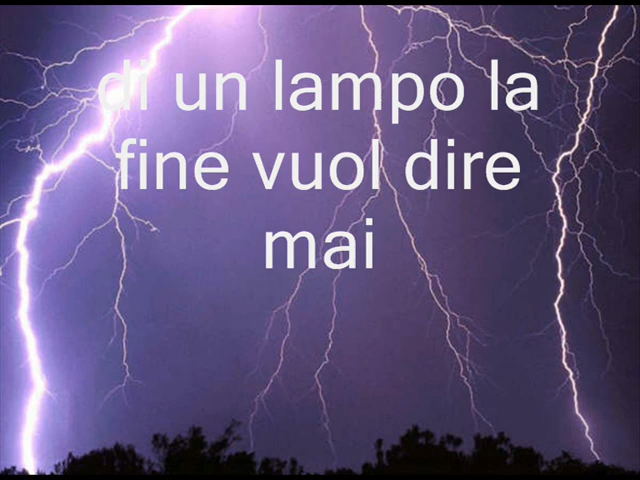 di un lampo la
fine vuol dire
mai